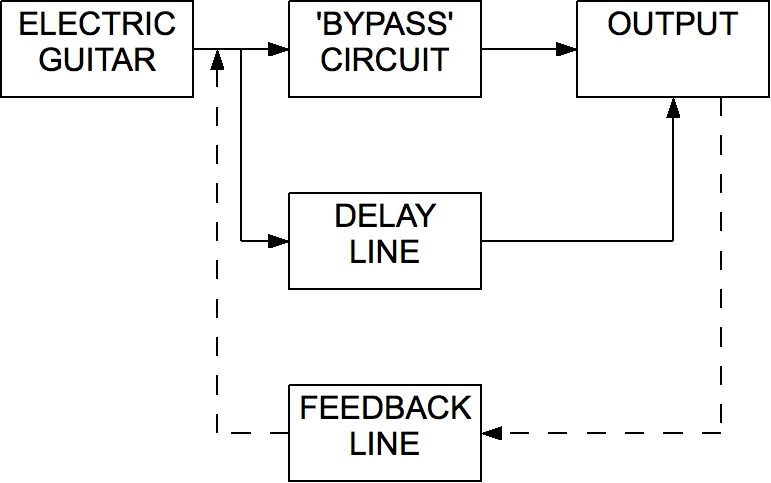 ELECTRIC
GUITAR
'BYPASS'
CIRCUIT
OUTPUT
DELAY
LINE
FEEDBACK
LINE